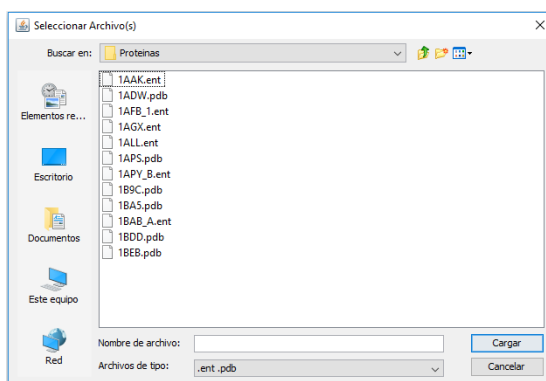 Seleccionar Archivo(s)
Buscar en: Proteinas
1AAK.ent
1ADW.pdb
1AFB_1.ent
1AGX.ent
1ALL.ent
1APS.pdb
1APY_B.ent
1B9C.pdb
1BA5.pdb
1BAB_A.ent
1BDD.pdb
1BEB.pdb
Elementos re...
Escritorio
Documentos
Este equipo
Red
Nombre de archivo:
Cargar
Archivos de tipo: .ent .pdb
Cancelar